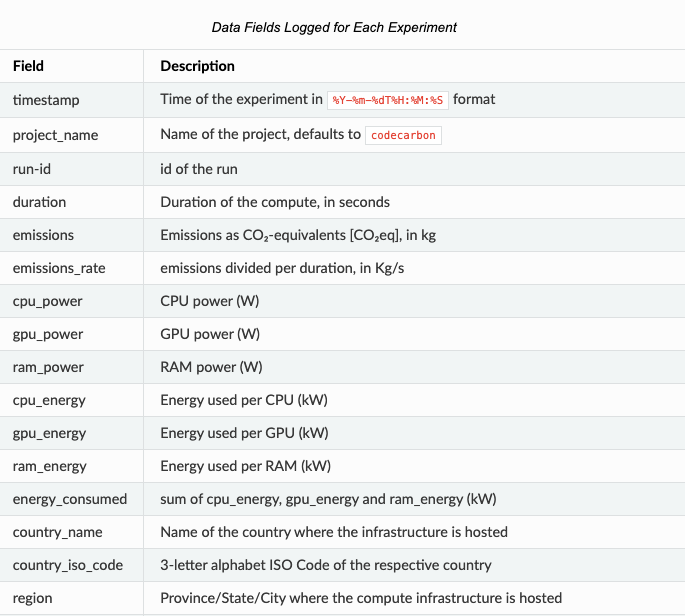 Data Fields Logged for Each Experiment
Field Description
timestamp Time of the experiment in %Y-%m-%dT%H:%M:%S format
project_name Name of the project, defaults to codecarbon
run-id id of the run
duration Duration of the compute, in seconds
emissions Emissions as CO₂-equivalents [CO₂eq], in kg
emissions_rate emissions divided per duration, in Kg/s
cpu_power CPU power (W)
gpu_power GPU power (W)
ram_power RAM power (W)
cpu_energy Energy used per CPU (kW)
gpu_energy Energy used per GPU (kW)
ram_energy Energy used per RAM (kW)
energy_consumed sum of cpu_energy, gpu_energy and ram_energy (kW)
country_name Name of the country where the infrastructure is hosted
country_iso_code 3-letter alphabet ISO Code of the respective country
region Province/State/City where the compute infrastructure is hosted